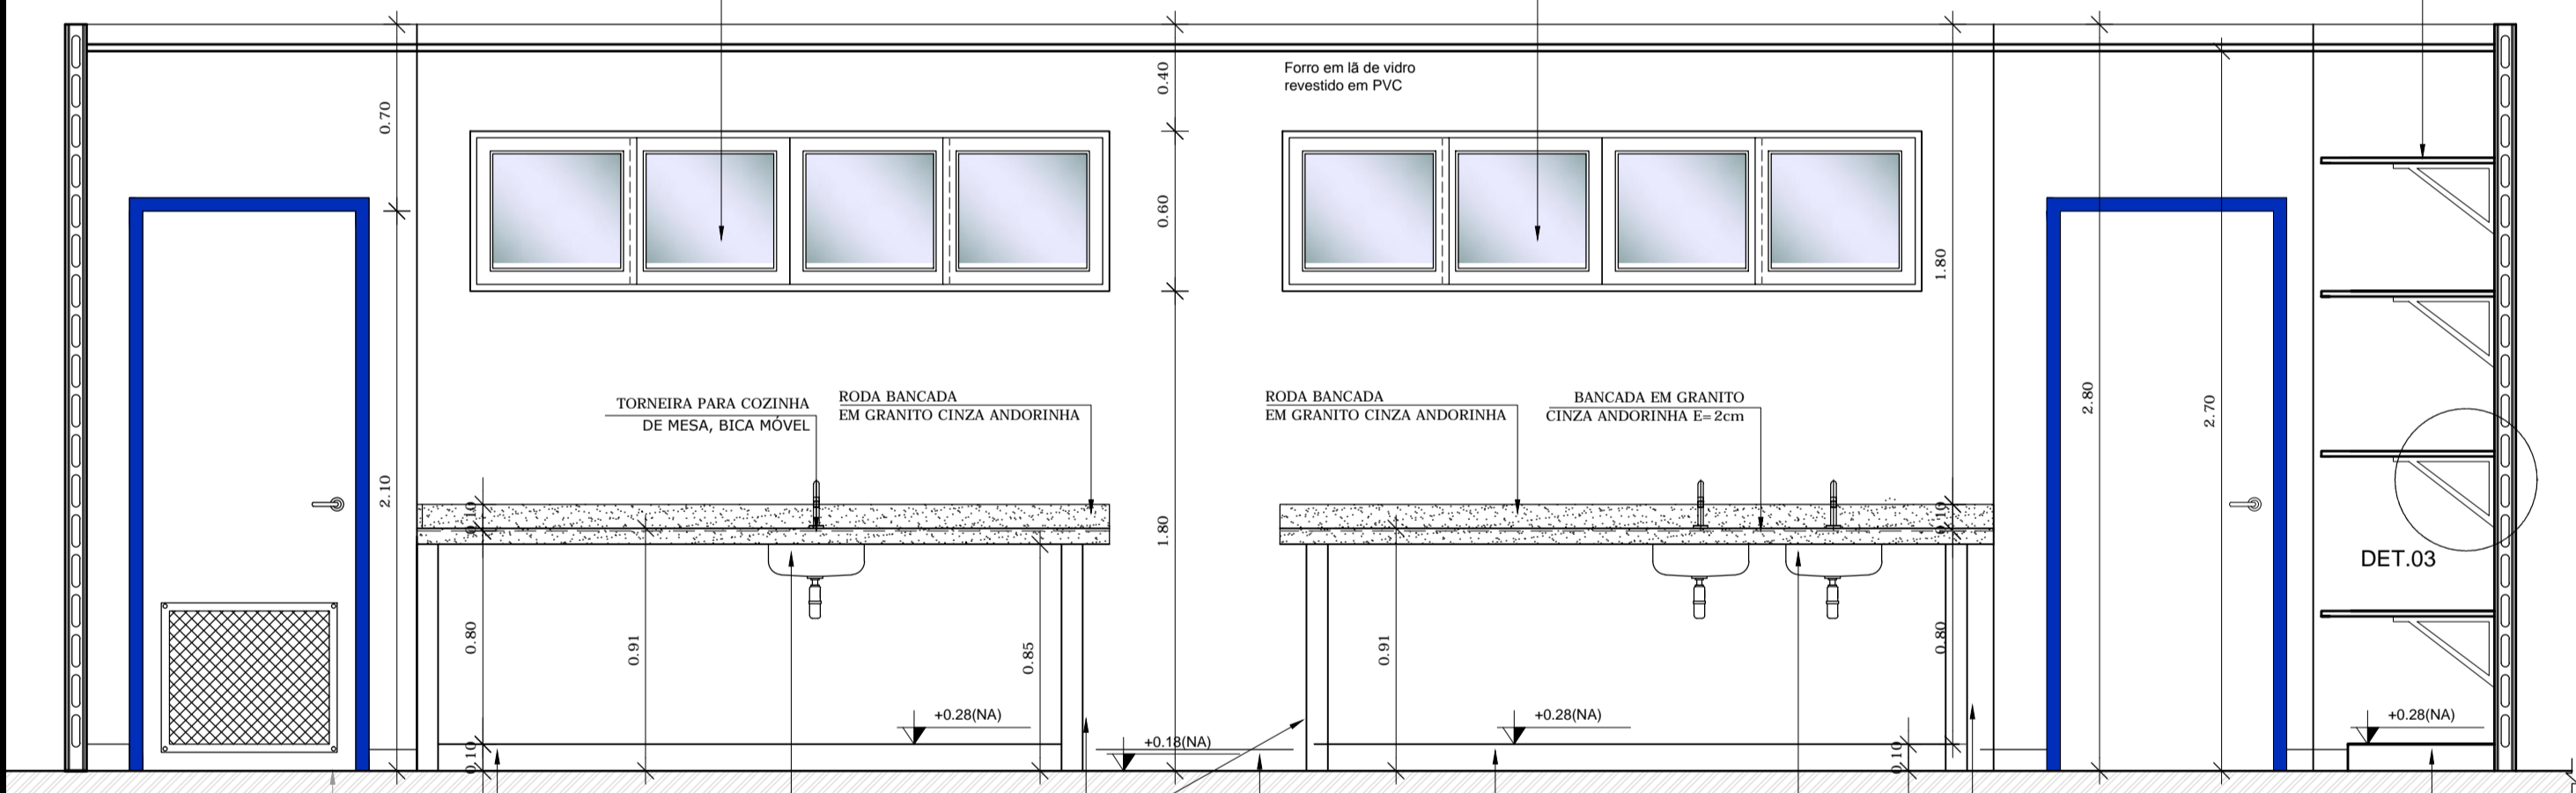 Forro em lã de vidro
revestido em PVC
0.70
0.40
0.60
1.80
2.80
2.70
TORNEIRA PARA COZINHA
DE MESA, BICA MÓVEL
RODA BANCADA
EM GRANITO CINZA ANDORINHA
RODA BANCADA
EM GRANITO CINZA ANDORINHA
BANCADA EM GRANITO
CINZA ANDORINHA E=2cm
2.10
0.10
1.80
0.10
0.10
DET.03
0.80
0.91
0.85
0.91
0.80
+0.28(NA)
+0.18(NA)
+0.28(NA)
+0.28(NA)
0.10
0.10